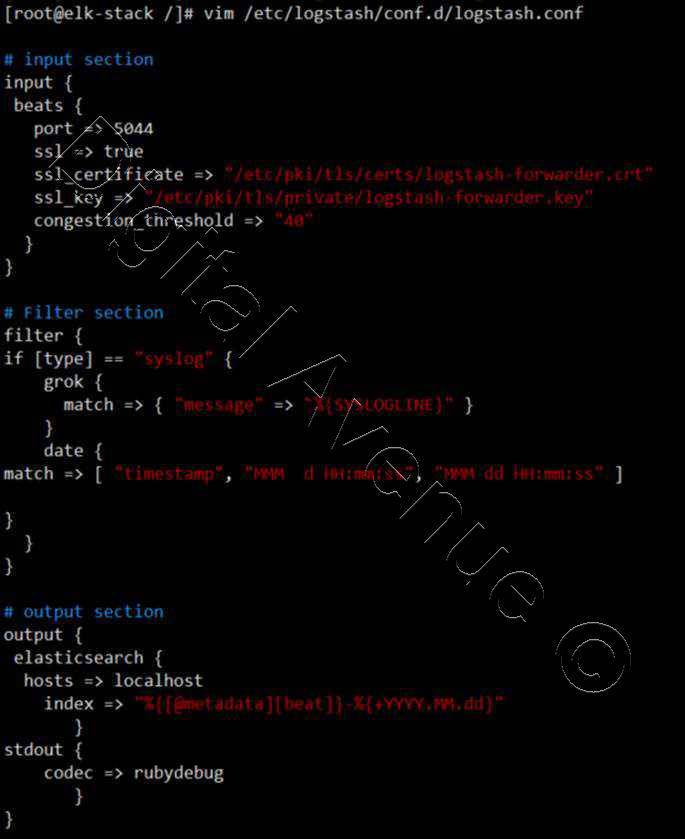 [root@elk-stack /]# vim /etc/logstash/conf.d/logstash.conf
# input section
input {
beats {
port => 5044
ssl => true
ssl_certificate => "/etc/pki/tls/certs/logstash-forwarder.crt"
ssl_key => "/etc/pki/tls/private/logstash-forwarder.key"
congestion_threshold => "40"
}
}
# Filter section
filter {
if [type] == "syslog" {
grok {
match => { "message" => "%{SYSLOGLINE}" }
}
date {
match => [ "timestamp", "MMM  d HH:mm:ss", "MMM dd HH:mm:ss" ]
}
}
}
# output section
output {
elasticsearch {
hosts => localhost
index => "%{[@metadata][beat]}-%{+YYYY.MM.dd}"
}
stdout {
codec => rubydebug
}
}
Digital Avenue ©